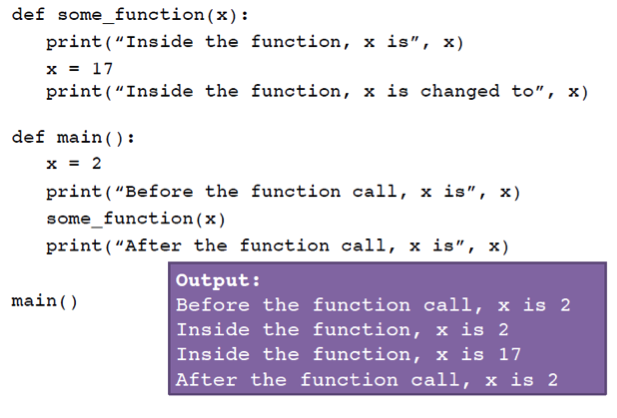 def some_function(x):
print(“Inside the function, x is”, x)
x = 17
print(“Inside the function, x is changed to”, x)
def main():
x = 2
print(“Before the function call, x is”, x)
some_function(x)
print(“After the function call, x is”, x)
main()
Output:
Before the function call, x is 2
Inside the function, x is 2
Inside the function, x is 17
After the function call, x is 2